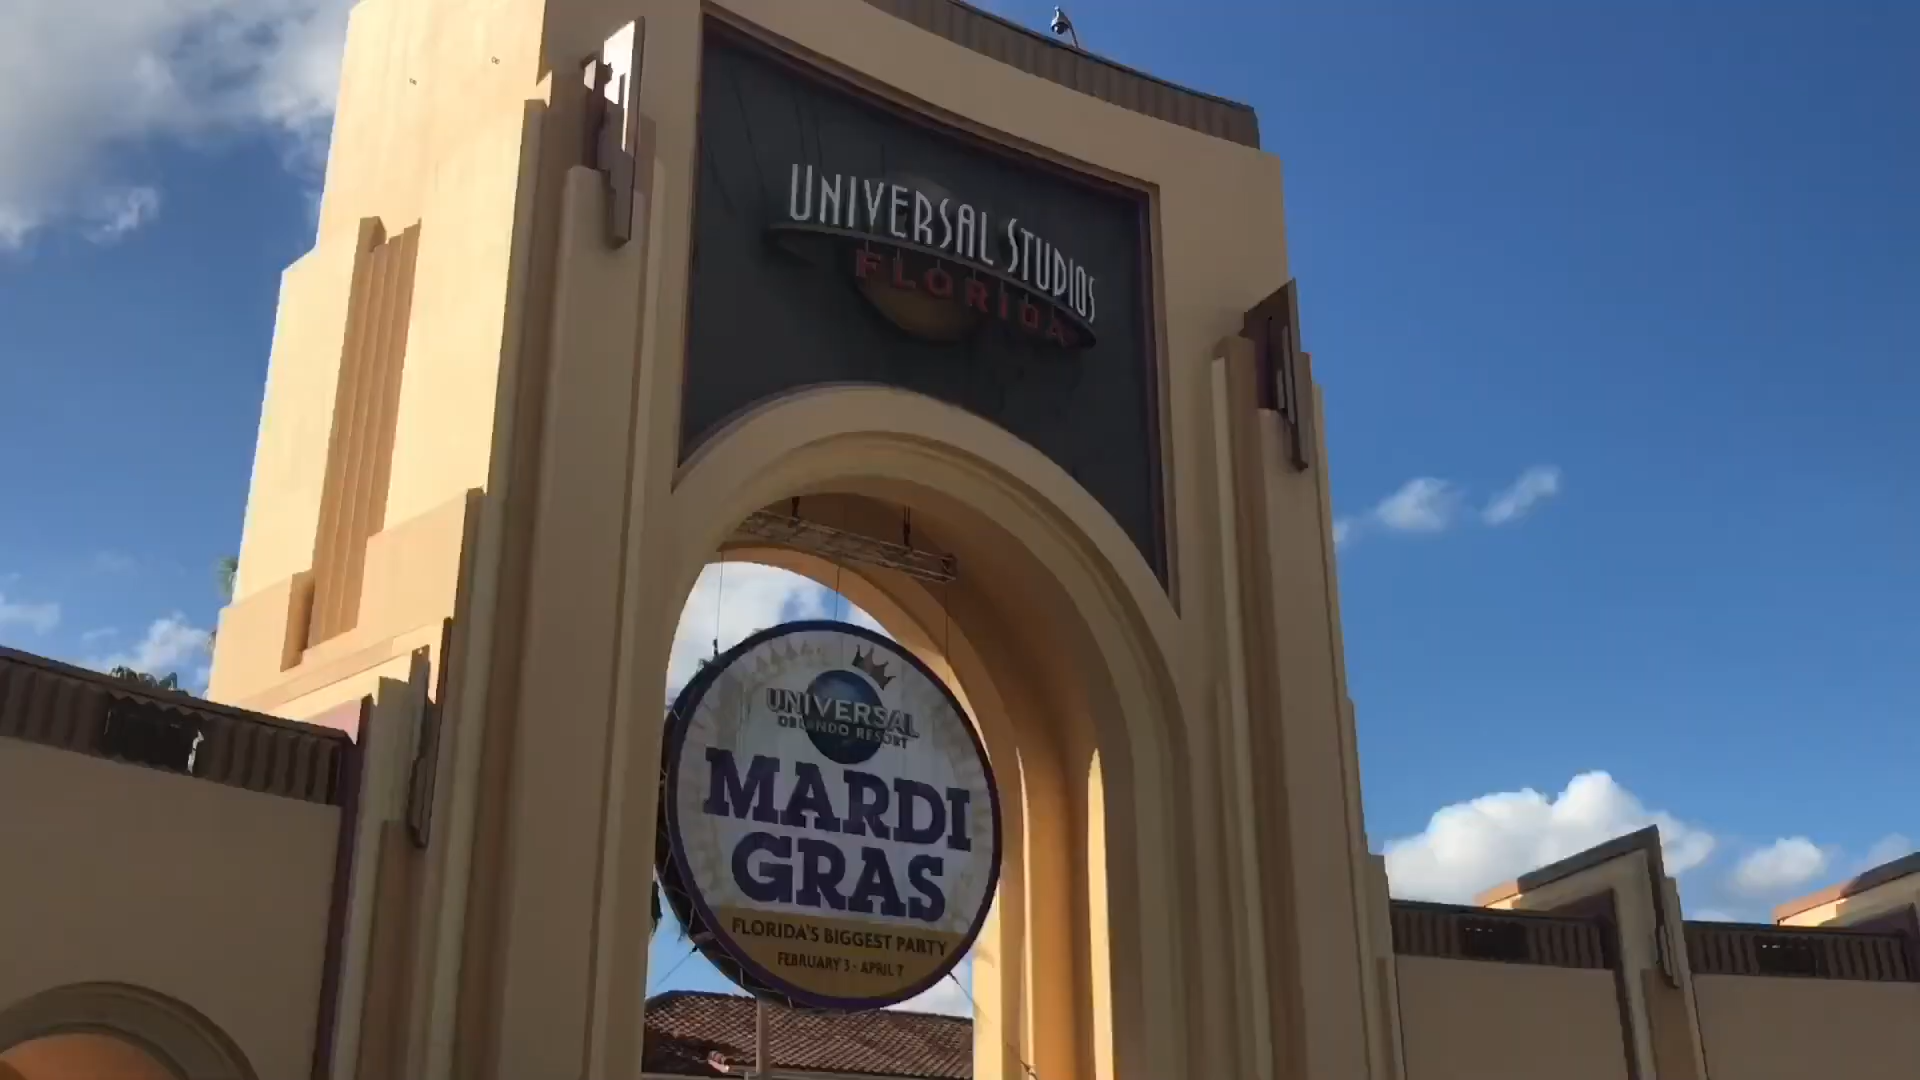 UNIVERSAL STUDIOS
FLORIDA
UNIVERSAL
ORLANDO RESORT
MARDI
GRAS
FLORIDA'S BIGGEST PARTY
FEBRUARY 3 - APRIL 7